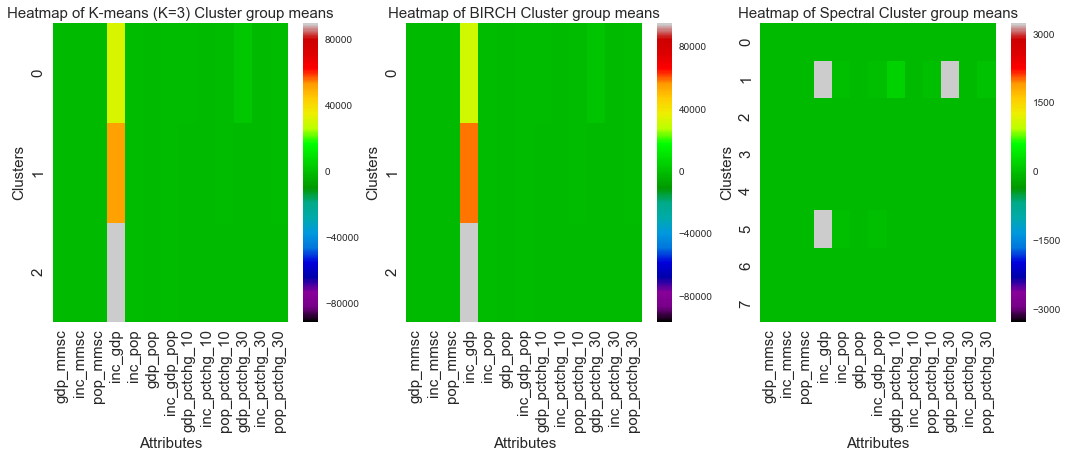 Heatmap of K-means (K=3) Cluster group means
Clusters
0
1
2
gdp_mmsc
inc_mmsc
pop_mmsc
inc_gdp
inc_pop
gdp_pop
inc_gdp_pop
gdp_pctchg_10
inc_pctchg_10
pop_pctchg_10
gdp_pctchg_30
inc_pctchg_30
pop_pctchg_30
Attributes
80000
40000
0
−40000
−80000
Heatmap of BIRCH Cluster group means
Clusters
0
1
2
gdp_mmsc
inc_mmsc
pop_mmsc
inc_gdp
inc_pop
gdp_pop
inc_gdp_pop
gdp_pctchg_10
inc_pctchg_10
pop_pctchg_10
gdp_pctchg_30
inc_pctchg_30
pop_pctchg_30
Attributes
80000
40000
0
−40000
−80000
Heatmap of Spectral Cluster group means
Clusters
0
1
2
3
4
5
6
7
gdp_mmsc
inc_mmsc
pop_mmsc
inc_gdp
inc_pop
gdp_pop
inc_gdp_pop
gdp_pctchg_10
inc_pctchg_10
pop_pctchg_10
gdp_pctchg_30
inc_pctchg_30
pop_pctchg_30
Attributes
3000
1500
0
−1500
−3000